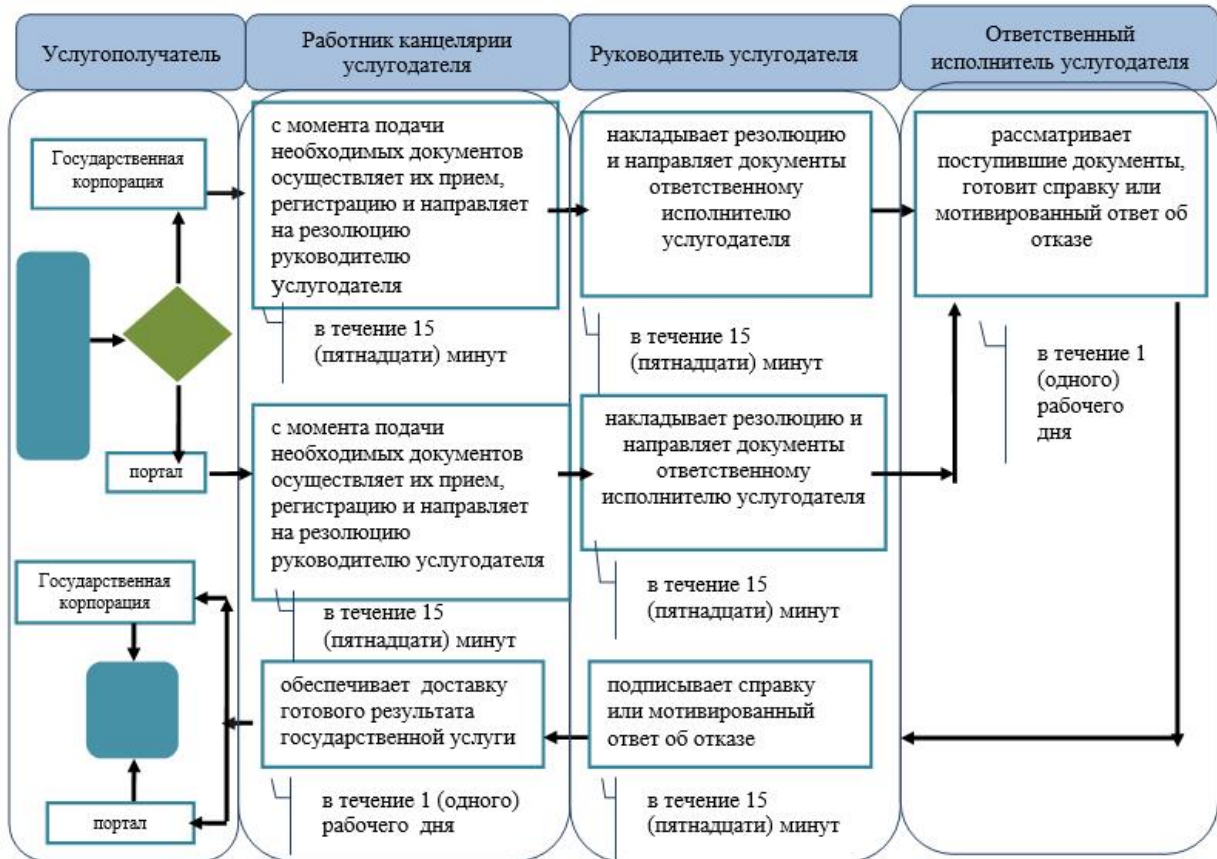 Услугополучатель
Работник канцелярии
услугодателя
Руководитель услугодателя
Ответственный
исполнитель услугодателя
Государственная
корпорация
с момента подачи
необходимых документов
осуществляет их прием,
регистрацию и направляет
на резолюцию
руководителю
услугодателя
накладывает резолюцию
и направляет документы
ответственному
исполнителю
услугодателя
рассматривает
поступившие документы,
готовит справку или
мотивированный ответ об
отказе
в течение 15
(пятнадцати) минут
в течение 15
(пятнадцати) минут
в течение 1
(одного)
рабочего
дня
портал
с момента подачи
необходимых документов
осуществляет их прием,
регистрацию и направляет
на резолюцию
руководителю услугодателя
накладывает резолюцию и
направляет документы
ответственному
исполнителю услугодателя
в течение 15
(пятнадцати) минут
в течение 15
(пятнадцати) минут
Государственная
корпорация
обеспечивает доставку
готового результата
государственной услуги
подписывает справку
или мотивированный
ответ об отказе
портал
в течение 1 (одного)
рабочего дня
в течение 15
(пятнадцати) минут